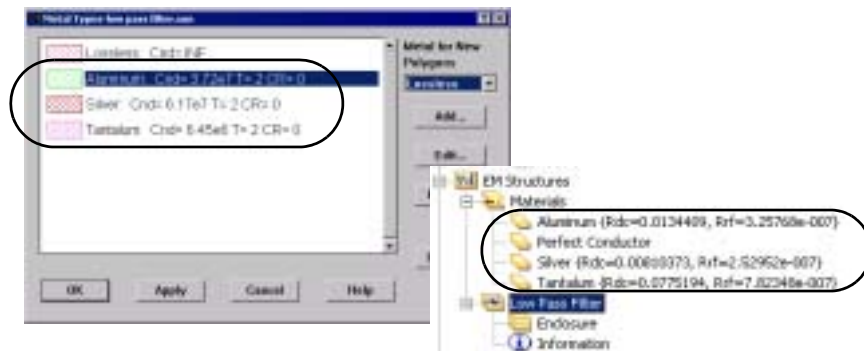 Metal Types-low pass filter.son
Lossless Cnd= INF
Aluminum Cnd= 3.72e7 T= 2 CR= 0
Silver Cnd= 6.17e7 T= 2 CR= 0
Tantalum Cnd= 6.45e6 T= 2 CR= 0
Metal for New
Polygons
Lossless
Add...
Edit...
OK
Apply
Cancel
Help
EM Structures
Materials
Aluminum (Rdc=0.0134409, Rrf=3.25768e-007)
Perfect Conductor
Silver (Rdc=0.00810373, Rrf=2.52952e-007)
Tantalum (Rdc=0.0775194, Rrf=7.82348e-007)
Low Pass Filter
Enclosure
Information